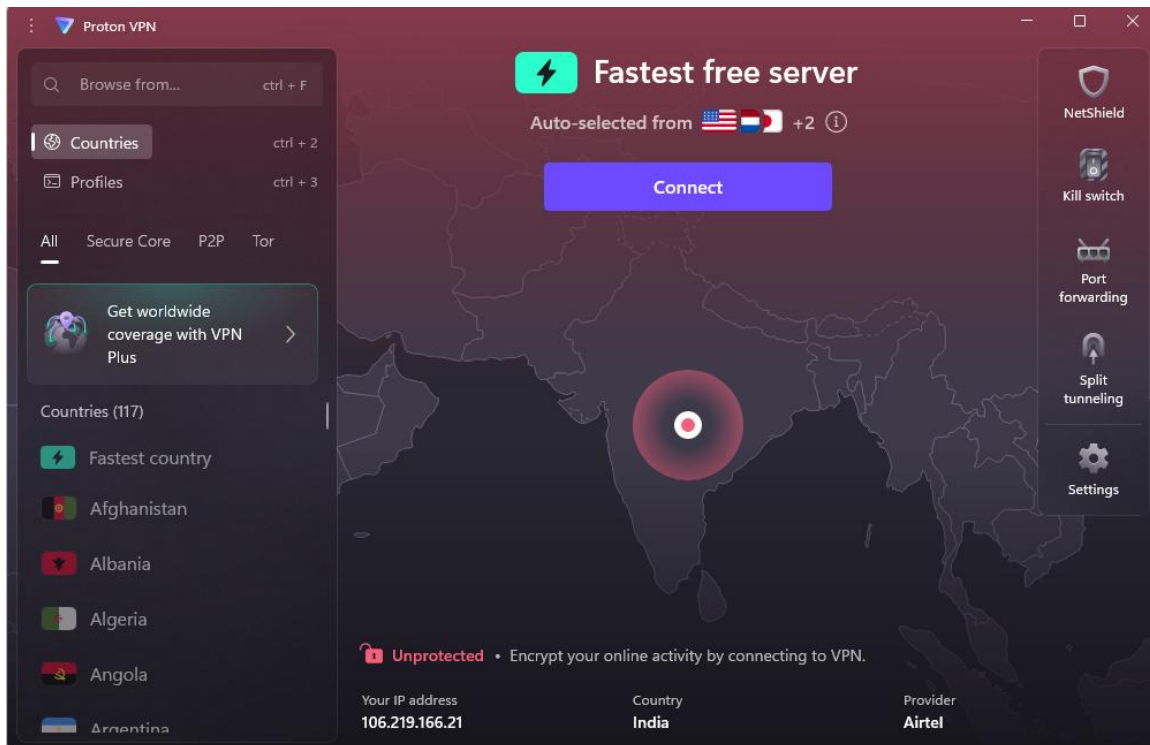 Proton VPN
Browse from... ctrl + F
Countries ctrl + 2
Profiles ctrl + 3
All Secure Core P2P Tor
Get worldwide
coverage with VPN
Plus
Countries (117)
Fastest country
Afghanistan
Albania
Algeria
Angola
Argentina
Fastest free server
Auto-selected from +2
Connect
Unprotected • Encrypt your online activity by connecting to VPN.
Your IP address Country Provider
106.219.166.21 India Airtel
NetShield
Kill switch
Port
forwarding
Split
tunneling
Settings